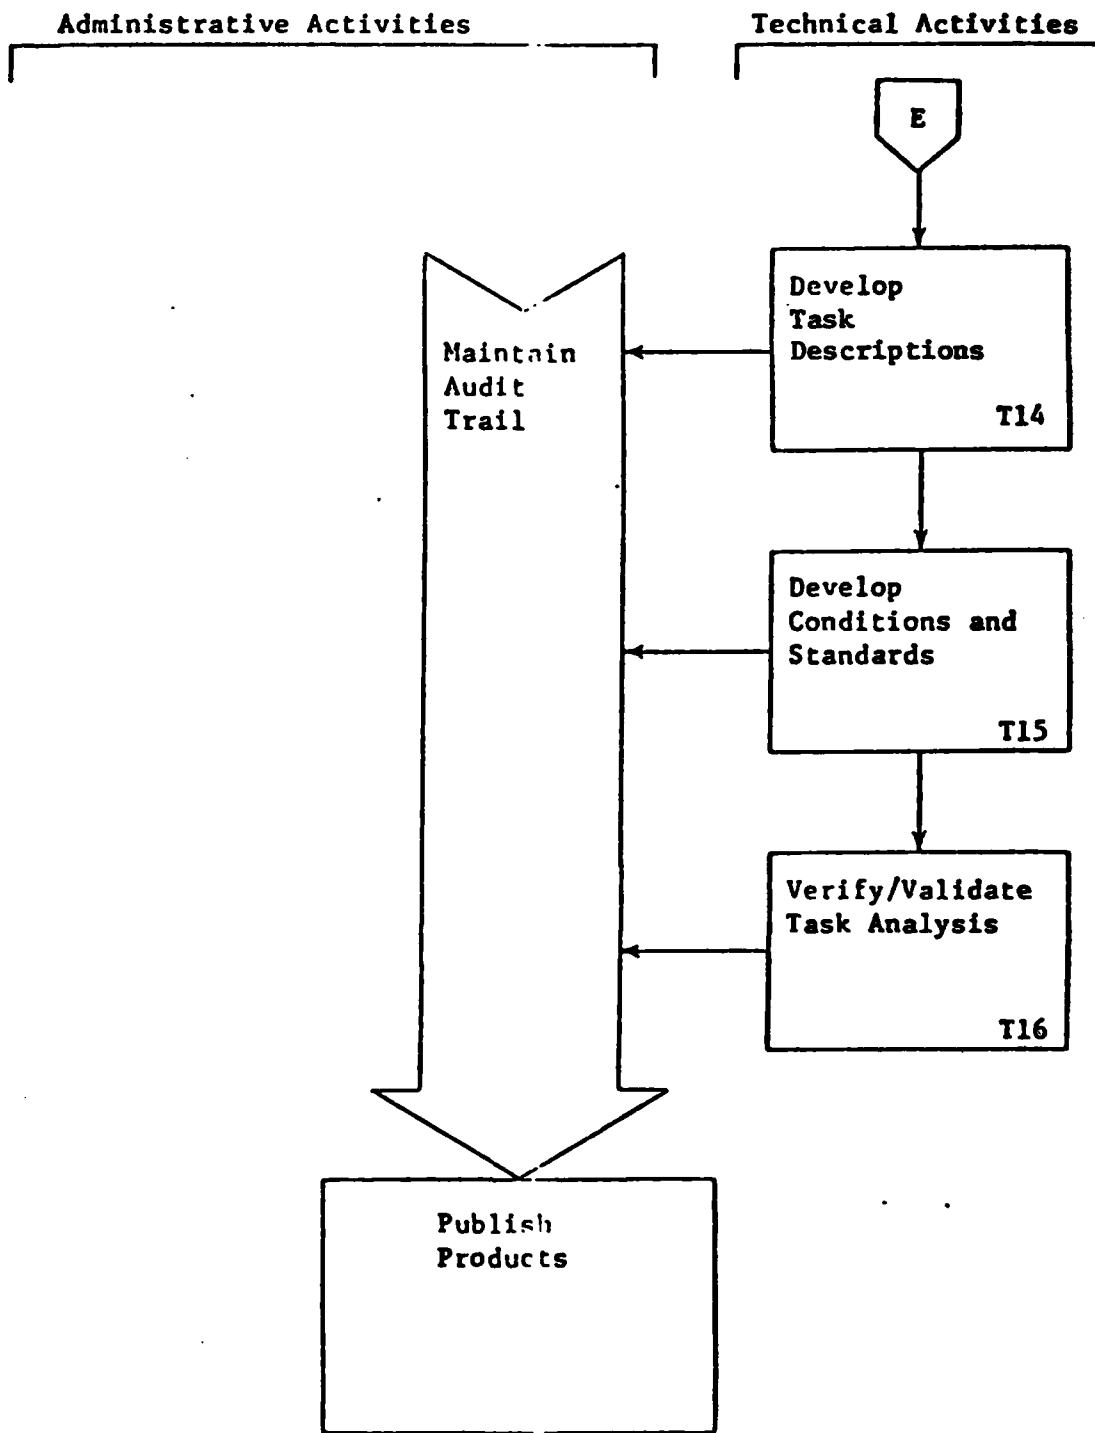 Administrative Activities
Technical Activities
E
Develop
Task
Descriptions
T14
Maintain
Audit
Trail
Develop
Conditions and
Standards
T15
Verify/Validate
Task Analysis
T16
Publish
Products